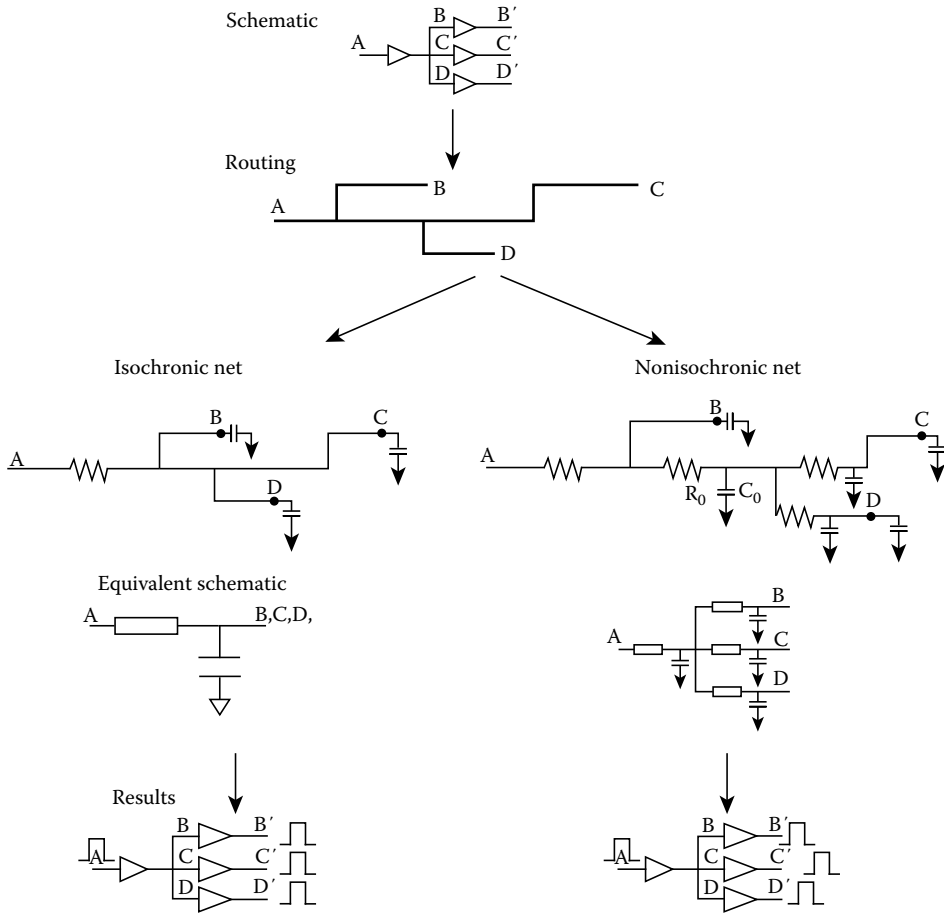 Schematic
A
B
B′
C
C′
D
D′
Routing
A
B
C
D
Isochronic net
Nonisochronic net
A
B
C
D
A
B
C
R0
C0
D
Equivalent schematic
A
B,C,D,
A
B
C
D
Results
A
B
B′
C
C′
D
D′
A
B
B′
C
C′
D
D′